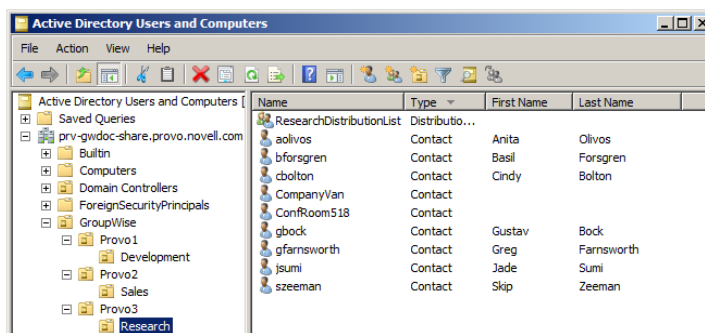 Active Directory Users and Computers
File Action View Help
Active Directory Users and Computers [
Saved Queries
prv-gwdoc-share.provo.novell.com
Builtin
Computers
Domain Controllers
ForeignSecurityPrincipals
GroupWise
Provo1
Development
Provo2
Sales
Provo3
Research
Name Type First Name Last Name
ResearchDistributionList Distributio...
aolivos Contact Anita Olivos
bforsgren Contact Basil Forsgren
cbolton Contact Cindy Bolton
CompanyVan Contact
ConfRoom518 Contact
gbock Contact Gustav Bock
gfarnsworth Contact Greg Farnsworth
jsumi Contact Jade Sumi
szeeman Contact Skip Zeeman